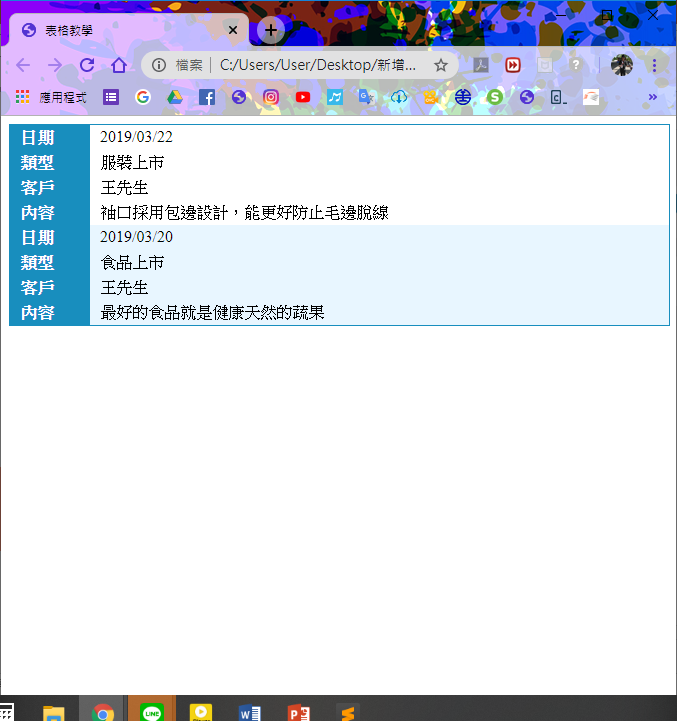 表格教學
檔案 | C:/Users/User/Desktop/新增...
應用程式
日期 2019/03/22
類型 服裝上市
客戶 王先生
內容 袖口採用包邊設計，能更好防止毛邊脫線
日期 2019/03/20
類型 食品上市
客戶 王先生
內容 最好的食品就是健康天然的蔬果